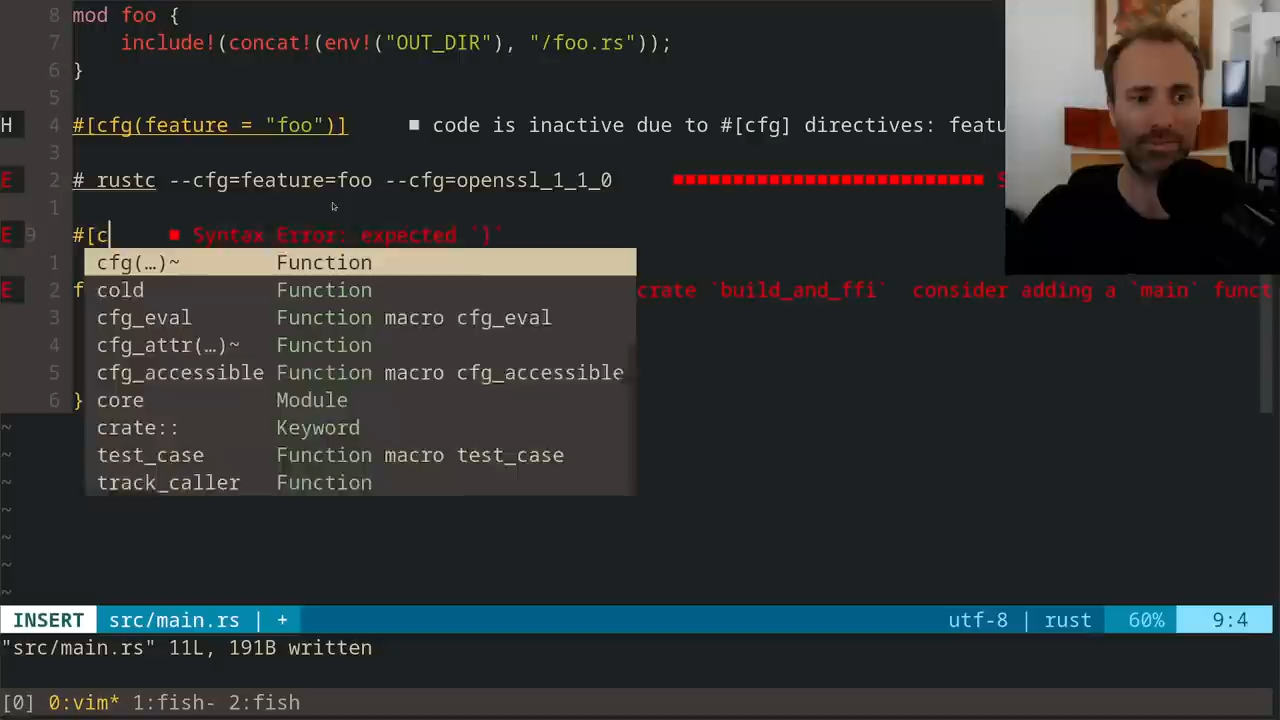 8 mod foo {
7 include!(concat!(env!("OUT_DIR"), "/foo.rs"));
6 }
5
H 4 #[cfg(feature = "foo")] ■ code is inactive due to #[cfg] directives: featu
3
E 2 # rustc --cfg=feature=foo --cfg=openssl_1_1_0 ■■■■■■■■■■■■■■■■■■■■■■■■■■ S
1
E 9 #[c ■ Syntax Error: expected `]`
1 cfg(…)~ Function
E 2 f cold Function crate `build_and_ffi` consider adding a `main` funct
3 cfg_eval Function macro cfg_eval
4 cfg_attr(…)~ Function
5 cfg_accessible Function macro cfg_accessible
6 } core Module
~ crate:: Keyword
~ test_case Function macro test_case
~ track_caller Function
~
~
~
~
INSERT src/main.rs | + utf-8 | rust 60% 9:4
"src/main.rs" 11L, 191B written
[0] 0:vim* 1:fish- 2:fish